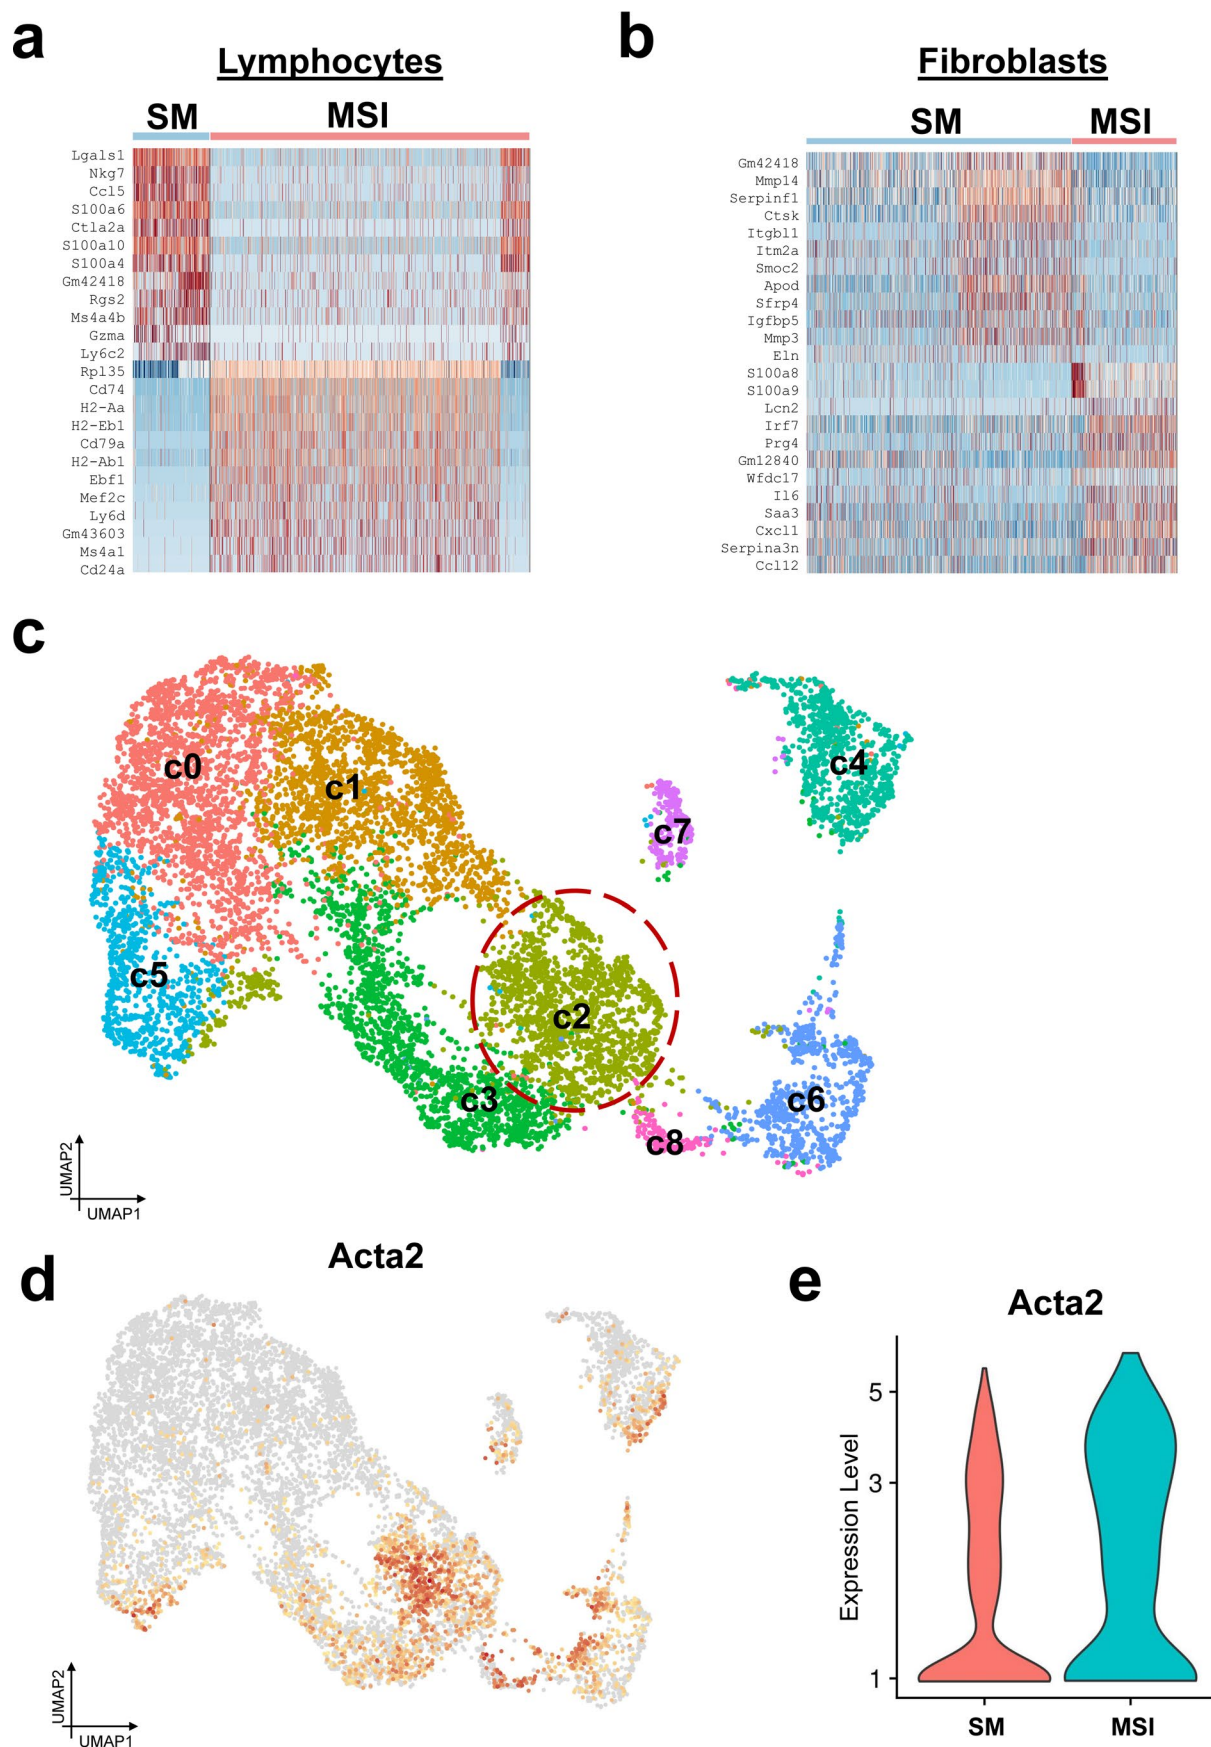 a
Lymphocytes
SM
MSI
Lgals1
Nkg7
Ccl5
S100a6
Ctla2a
S100a10
S100a4
Gm42418
Rgs2
Ms4a4b
Gzma
Ly6c2
Rpl35
Cd74
H2-Aa
H2-Eb1
Cd79a
H2-Ab1
Ebf1
Mef2c
Ly6d
Gm43603
Ms4a1
Cd24a
b
Fibroblasts
SM
MSI
Gm42418
Mmp14
Serpinf1
Ctsk
Itgbl1
Itm2a
Smoc2
Apod
Sfrp4
Igfbp5
Mmp3
Eln
S100a8
S100a9
Lcn2
Irf7
Prg4
Gm12840
Wfdc17
Il6
Saa3
Cxcl1
Serpina3n
Ccl12
c
c0
c1
c4
c7
c5
c2
c3
c6
c8
UMAP2
UMAP1
d
Acta2
UMAP2
UMAP1
e
Acta2
Expression Level
5
3
1
SM
MSI